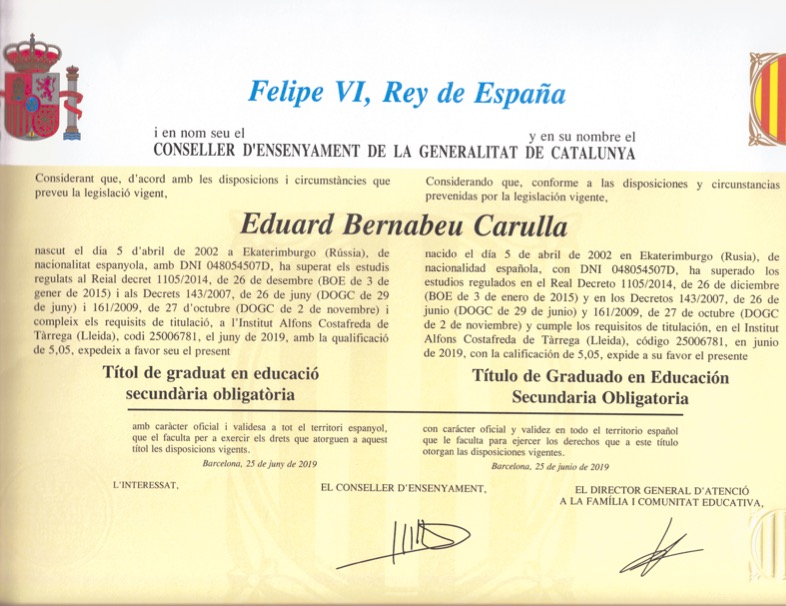 Felipe VI, Rey de España
i en nom seu el
y en su nombre el
CONSELLER D'ENSENYAMENT DE LA GENERALITAT DE CATALUNYA
Considerant que, d'acord amb les disposicions i circumstàncies que
preveu la legislació vigent,
Considerando que, conforme a las disposiciones y circunstancias
prevenidas por la legislación vigente,
Eduard Bernabeu Carulla
nascut el dia 5 d'abril de 2002 a Ekaterimburgo (Rússia), de
nacionalitat espanyola, amb DNI 048054507D, ha superat els estudis
regulats al Reial decret 1105/2014, de 26 de desembre (BOE de 3 de
gener de 2015) i als Decrets 143/2007, de 26 de juny (DOGC de 29
de juny) i 161/2009, de 27 d'octubre (DOGC de 2 de novembre) i
compleix els requisits de titulació, a l'Institut Alfons Costafreda de
Tàrrega (Lleida), codi 25006781, el juny de 2019, amb la qualificació
de 5,05, expedeix a favor seu el present
nacido el día 5 de abril de 2002 en Ekaterimburgo (Rusia), de
nacionalidad española, con DNI 048054507D, ha superado los
estudios regulados en el Real Decreto 1105/2014, de 26 de diciembre
(BOE de 3 de enero de 2015) y en los Decretos 143/2007, de 26 de
junio (DOGC de 29 de junio) y 161/2009, de 27 de octubre (DOGC
de 2 de noviembre) y cumple los requisitos de titulación, en el Institut
Alfons Costafreda de Tàrrega (Lleida), código 25006781, en junio
de 2019, con la calificación de 5,05, expide a su favor el presente
Títol de graduat en educació
secundària obligatòria
Título de Graduado en Educación
Secundaria Obligatoria
amb caràcter oficial i validesa a tot el territori espanyol,
que el faculta per a exercir els drets que atorguen a aquest
títol les disposicions vigents.
Barcelona, 25 de juny de 2019
con carácter oficial y validez en todo el territorio español
que le faculta para ejercer los derechos que a este título
otorgan las disposiciones vigentes.
Barcelona, 25 de junio de 2019
L'INTERESSAT,
EL CONSELLER D'ENSENYAMENT,
EL DIRECTOR GENERAL D'ATENCIÓ
A LA FAMÍLIA I COMUNITAT EDUCATIVA,